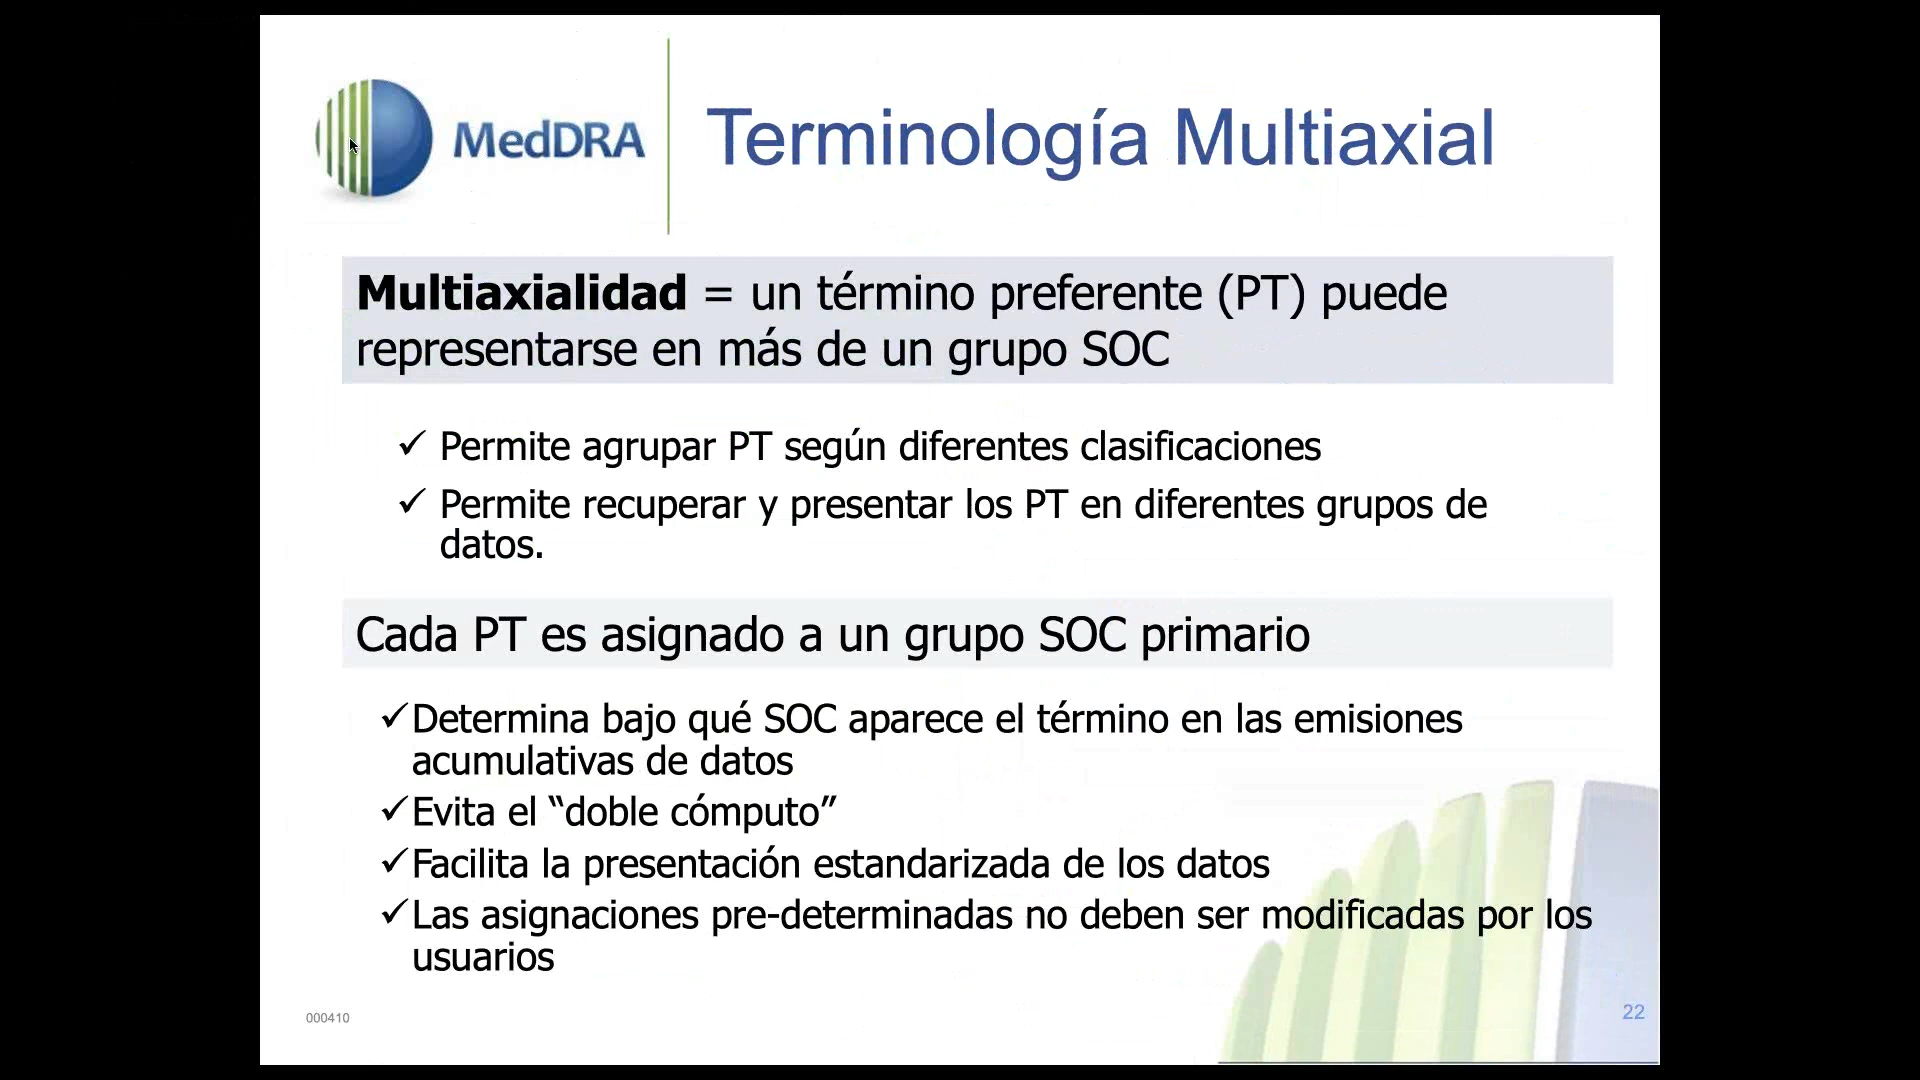 MedDRA
Terminología Multiaxial
Multiaxialidad = un término preferente (PT) puede
representarse en más de un grupo SOC
✓ Permite agrupar PT según diferentes clasificaciones
✓ Permite recuperar y presentar los PT en diferentes grupos de
datos.
Cada PT es asignado a un grupo SOC primario
✓Determina bajo qué SOC aparece el término en las emisiones
acumulativas de datos
✓Evita el “doble cómputo”
✓Facilita la presentación estandarizada de los datos
✓Las asignaciones pre-determinadas no deben ser modificadas por los
usuarios
000410
22